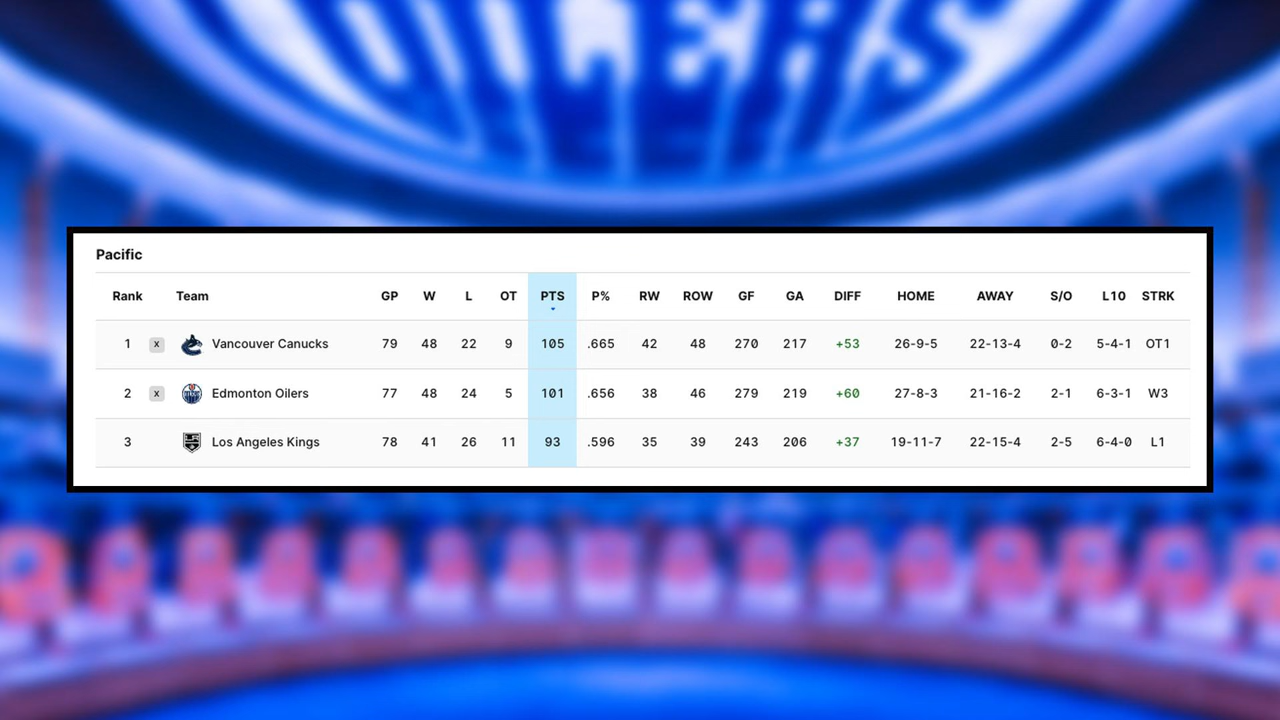 OILERS
Pacific
Rank Team GP W L OT PTS P% RW ROW GF GA DIFF HOME AWAY S/O L10 STRK
1 x Vancouver Canucks 79 48 22 9 105 .665 42 48 270 217 +53 26-9-5 22-13-4 0-2 5-4-1 OT1
2 x Edmonton Oilers 77 48 24 5 101 .656 38 46 279 219 +60 27-8-3 21-16-2 2-1 6-3-1 W3
3 Los Angeles Kings 78 41 26 11 93 .596 35 39 243 206 +37 19-11-7 22-15-4 2-5 6-4-0 L1